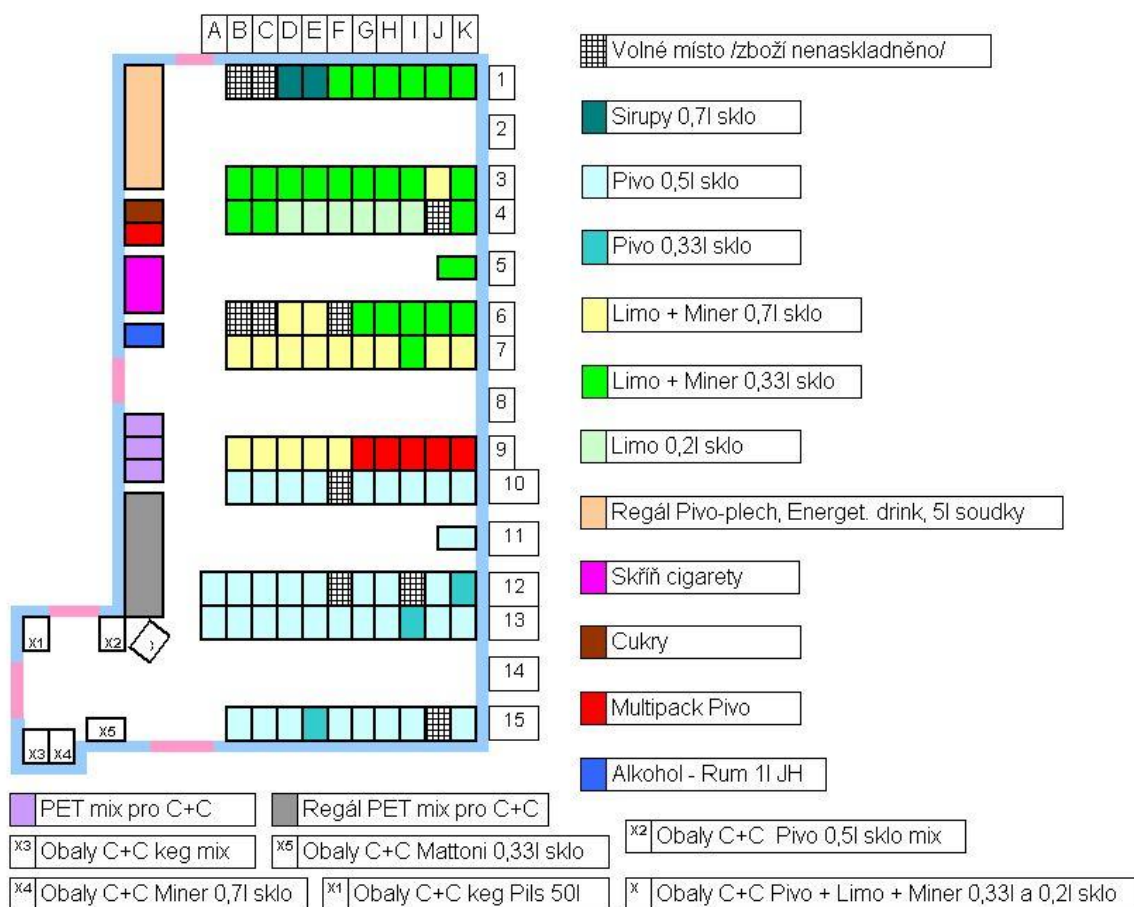 A B C D E F G H I J K
1
2
3
4
5
6
7
8
9
10
11
12
13
14
15
X1
X2
X5
X3 X4
Volné místo /zboží nenaskladněno/
Sirupy 0,7l sklo
Pivo 0,5l sklo
Pivo 0,33l sklo
Limo + Miner 0,7l sklo
Limo + Miner 0,33l sklo
Limo 0,2l sklo
Regál Pivo-plech, Energet. drink, 5l soudky
Skříň cigarety
Cukry
Multipack Pivo
Alkohol - Rum 1l JH
PET mix pro C+C
Regál PET mix pro C+C
X2 Obaly C+C Pivo 0,5l sklo mix
X3 Obaly C+C keg mix
X5 Obaly C+C Mattoni 0,33l sklo
X4 Obaly C+C Miner 0,7l sklo
X1 Obaly C+C keg Pils 50l
X Obaly C+C Pivo + Limo + Miner 0,33l a 0,2l sklo